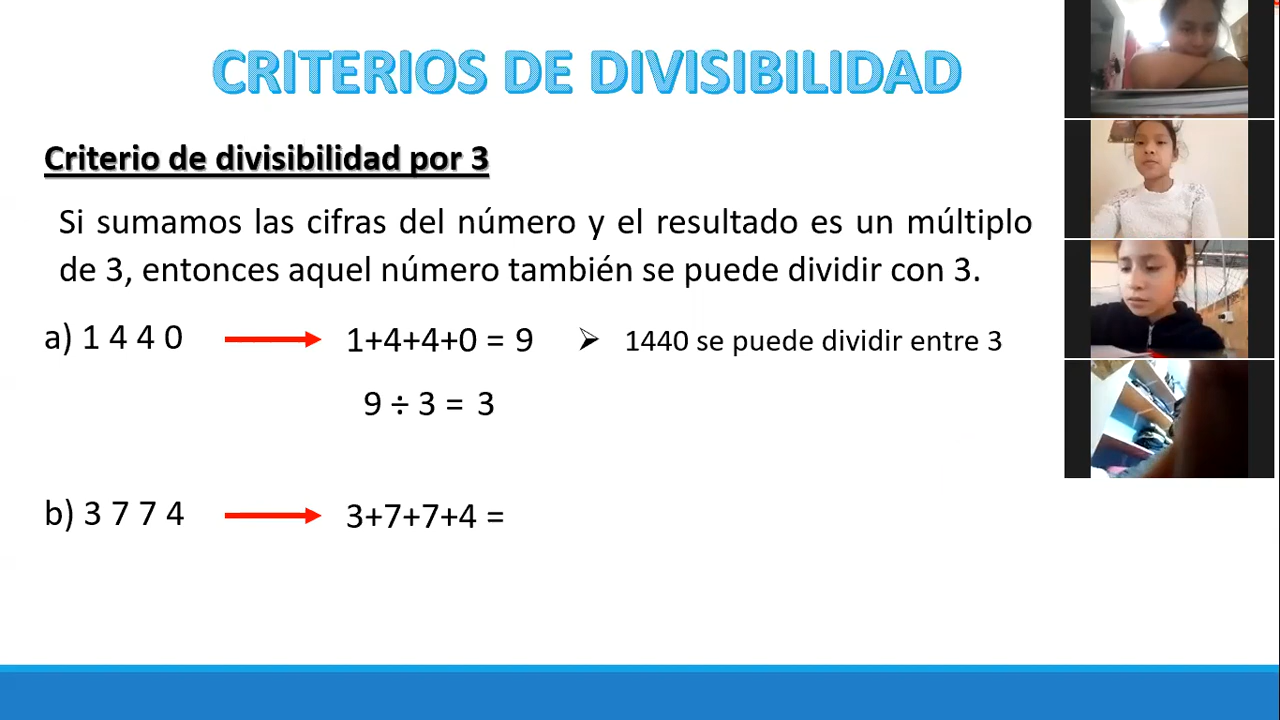 CRITERIOS DE DIVISIBILIDAD
Criterio de divisibilidad por 3
Si sumamos las cifras del número y el resultado es un múltiplo
de 3, entonces aquel número también se puede dividir con 3.
a) 1 4 4 0 1+4+4+0 = 9 ➢ 1440 se puede dividir entre 3
9 ÷ 3 = 3
b) 3 7 7 4 3+7+7+4 =